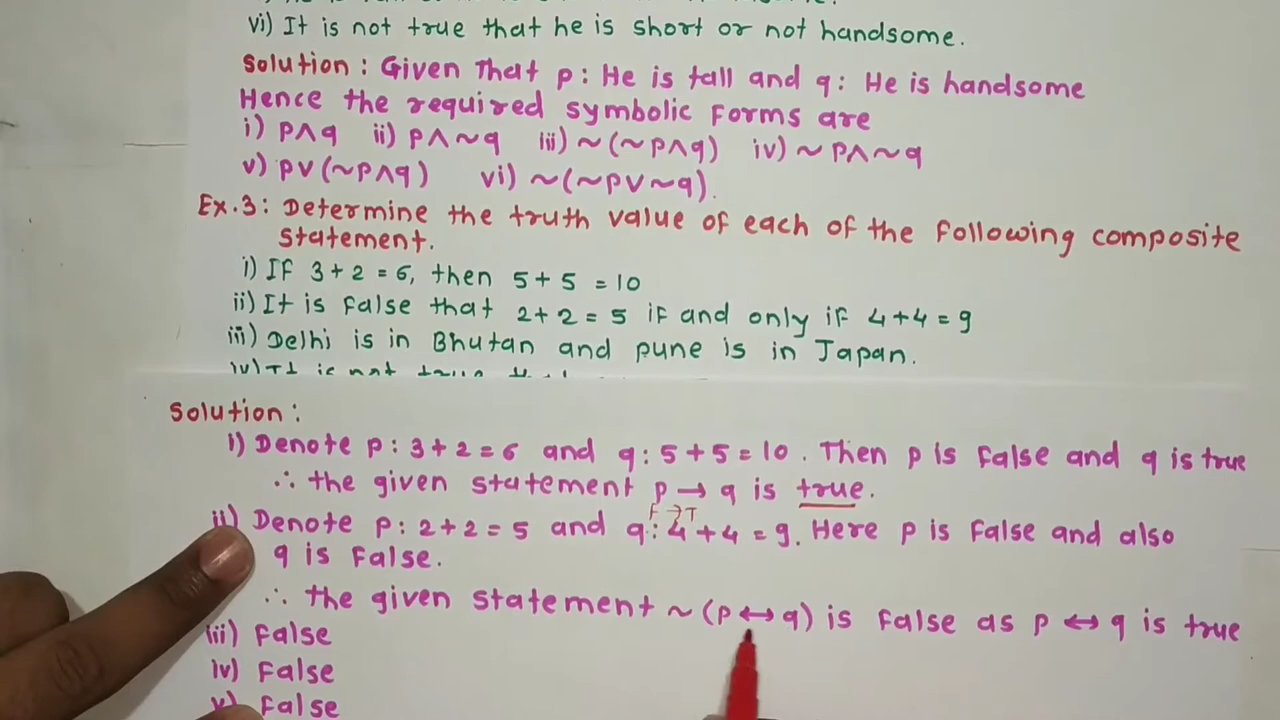 vi) It is not true that he is short or not handsome.
Solution : Given that p: He is tall and q: He is handsome
Hence the required symbolic forms are
i) p∧q ii) p∧~q iii) ~(~p∧q) iv) ~p∧~q
v) p∨(~p∧q) vi) ~(~p∨~q).
Ex.3: Determine the truth value of each of the following composite
statement.
i) If 3+2=6, then 5+5=10
ii) It is false that 2+2=5 if and only if 4+4=9
iii) Delhi is in Bhutan and pune is in Japan.
iv) It is not true that
Solution :
i) Denote p: 3+2=6 and q: 5+5=10. Then p is false and q is true
∴ the given statement p→q is true.
F→T
ii) Denote p: 2+2=5 and q: 4+4=9. Here p is false and also
q is false.
∴ the given statement ~(p↔q) is false as p↔q is true
iii) false
iv) false
v) false